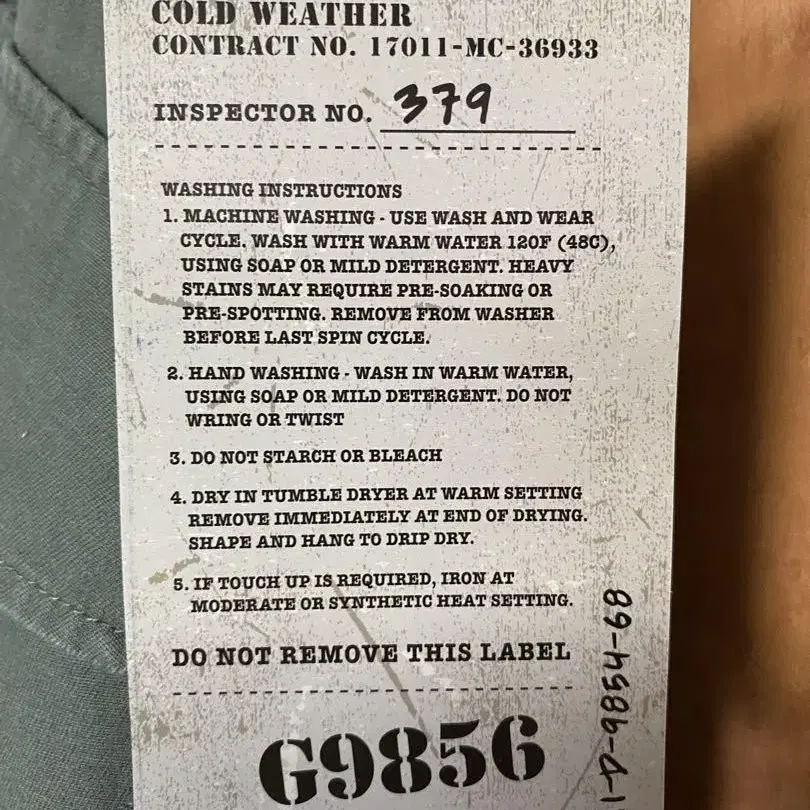 COLD WEATHER
CONTRACT NO. 17011-MC-36933
INSPECTOR NO. 379
WASHING INSTRUCTIONS
1. MACHINE WASHING - USE WASH AND WEAR
CYCLE. WASH WITH WARM WATER 120F (48C),
USING SOAP OR MILD DETERGENT. HEAVY
STAINS MAY REQUIRE PRE-SOAKING OR
PRE-SPOTTING. REMOVE FROM WASHER
BEFORE LAST SPIN CYCLE.
2. HAND WASHING - WASH IN WARM WATER,
USING SOAP OR MILD DETERGENT. DO NOT
WRING OR TWIST
3. DO NOT STARCH OR BLEACH
4. DRY IN TUMBLE DRYER AT WARM SETTING
REMOVE IMMEDIATELY AT END OF DRYING.
SHAPE AND HANG TO DRIP DRY.
5. IF TOUCH UP IS REQUIRED, IRON AT
MODERATE OR SYNTHETIC HEAT SETTING.
DO NOT REMOVE THIS LABEL
G9856